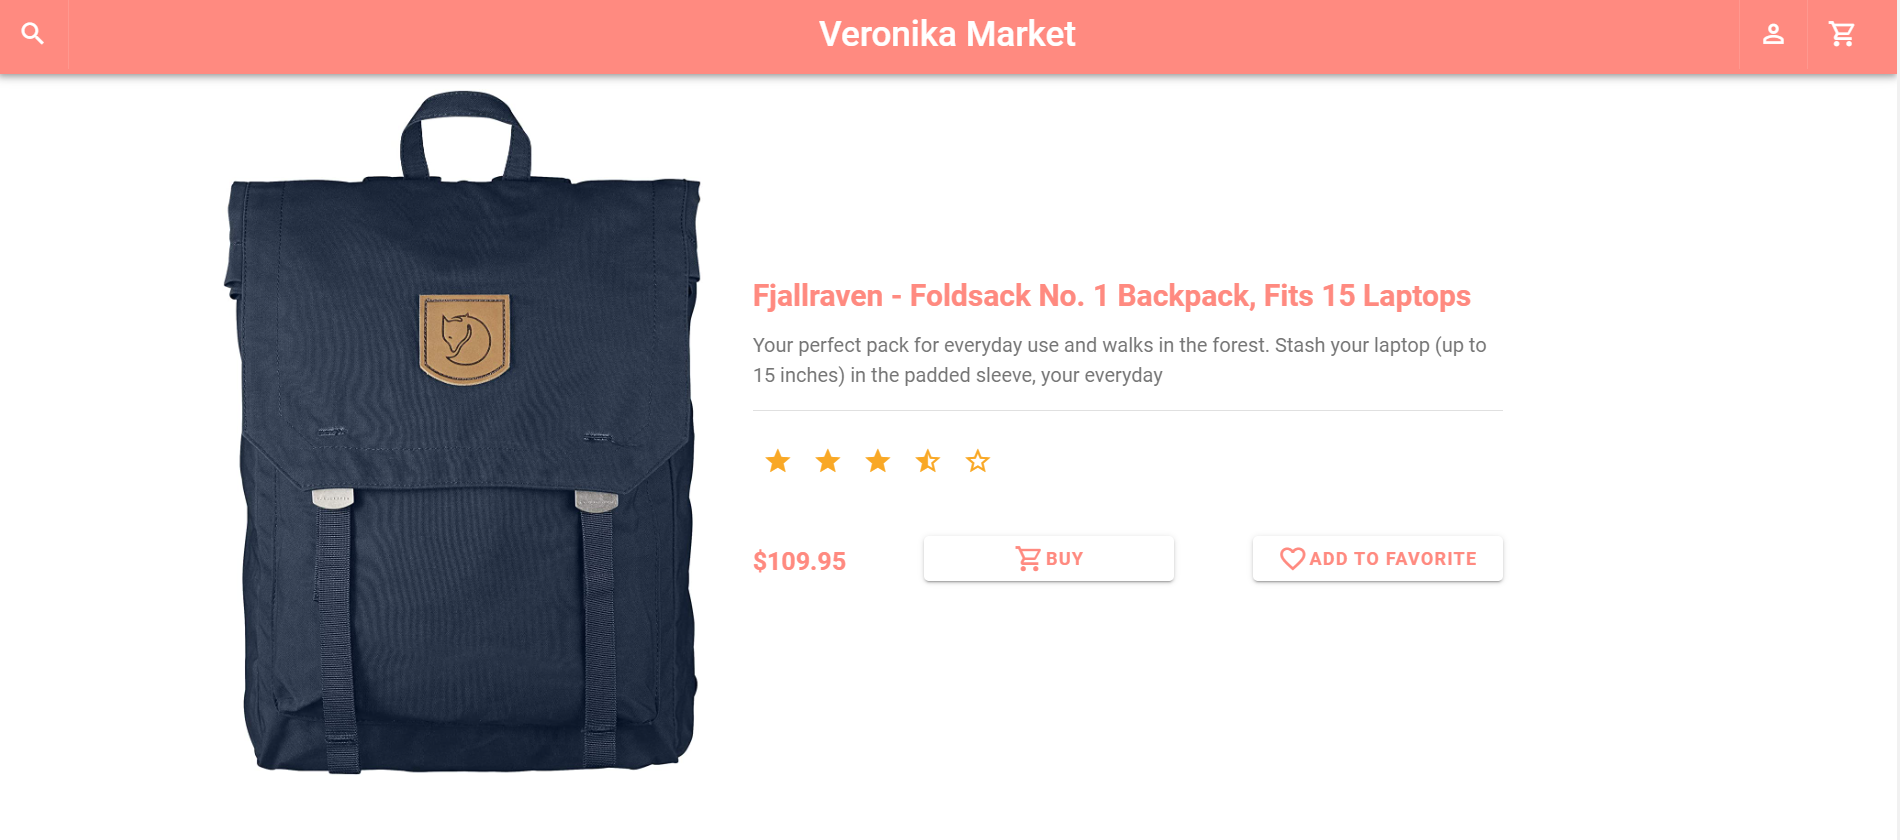 Veronika Market
Fjallraven - Foldsack No. 1 Backpack, Fits 15 Laptops
Your perfect pack for everyday use and walks in the forest. Stash your laptop (up to
15 inches) in the padded sleeve, your everyday
$109.95
BUY
ADD TO FAVORITE